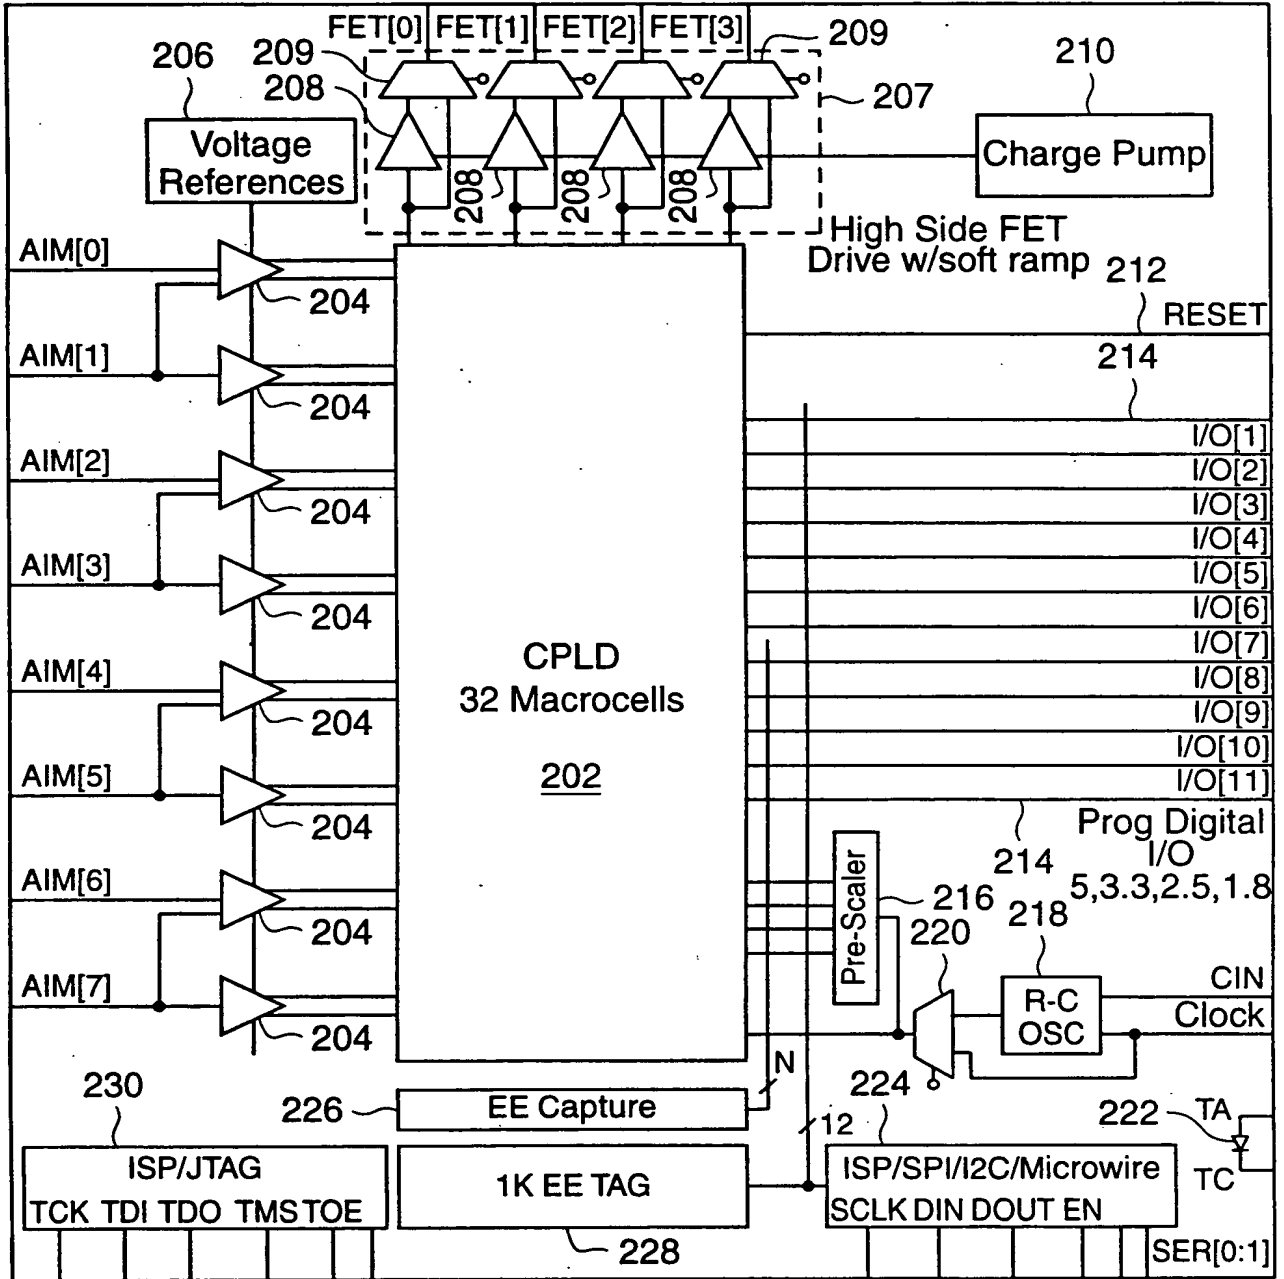 FET[0] FET[1] FET[2] FET[3]
209
209
206
208
207
210
Voltage
References
Charge Pump
208
208
208
High Side FET
Drive w/soft ramp
AIM[0]
204
212
RESET
AIM[1]
204
214
I/O[1]
AIM[2]
204
I/O[2]
I/O[3]
I/O[4]
AIM[3]
204
I/O[5]
I/O[6]
I/O[7]
CPLD
32 Macrocells
202
AIM[4]
204
I/O[8]
I/O[9]
I/O[10]
AIM[5]
204
I/O[11]
214
Prog Digital
I/O
5,3.3,2.5,1.8
AIM[6]
204
Pre-Scaler
216
218
220
AIM[7]
204
R-C
OSC
CIN
Clock
N
230
226
EE Capture
224
222
TA
TC
12
ISP/JTAG
TCK TDI TDO TMS TOE
1K EE TAG
228
ISP/SPI/I2C/Microwire
SCLK DIN DOUT EN
SER[0:1]